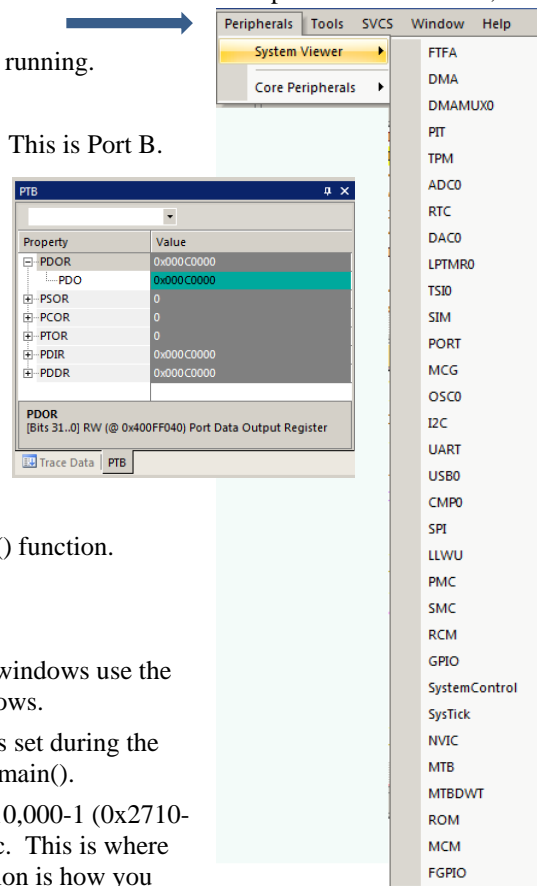 Peripherals Tools SVCS Window Help
System Viewer
Core Peripherals
FTFA
DMA
DMAMUX0
PIT
TPM
ADC0
RTC
DAC0
LPTMR0
TSI0
SIM
PORT
MCG
OSC0
I2C
UART
USB0
CMP0
SPI
LLWU
PMC
SMC
RCM
GPIO
SystemControl
SysTick
NVIC
MTB
MTBDWT
ROM
MCM
FGPIO
running.
This is Port B.
PTB
Property Value
PDOR 0x000C0000
PDO 0x000C0000
PSOR 0
PCOR 0
PTOR 0
PDIR 0x000C0000
PDDR 0x000C0000
PDOR
[Bits 31..0] RW (@ 0x400FF040) Port Data Output Register
Trace Data PTB
() function.
windows use the
ows.
s set during the
main().
0,000-1 (0x2710-
c. This is where
ion is how you